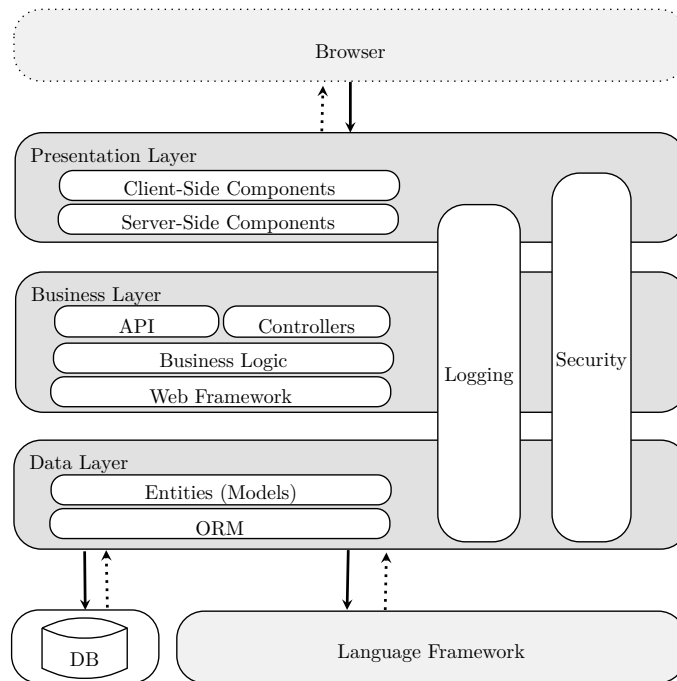 Browser
Presentation Layer
Client-Side Components
Server-Side Components
Business Layer
API
Controllers
Business Logic
Web Framework
Logging
Security
Data Layer
Entities (Models)
ORM
DB
Language Framework